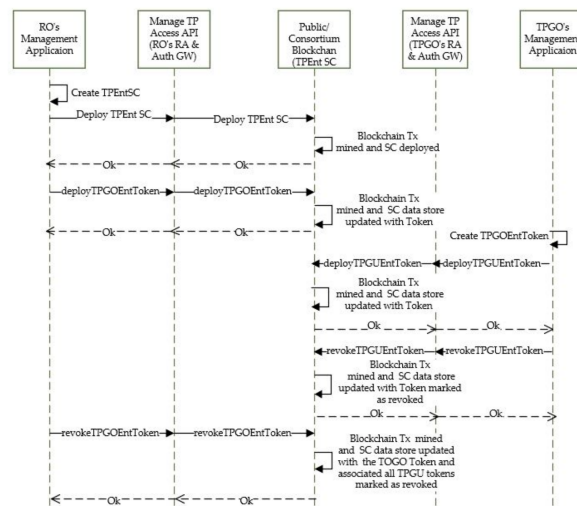 RO's
Management
Applicaion
Manage TP
Access API
(RO's RA &
Auth GW)
Public/
Consortium
Blockchan
(TPEnt SC
Manage TP
Access API
(TPGO's RA
& Auth GW)
TPGO's
Management
Applicaion
Create TPEntSC
Deploy TPEnt SC
Deploy TPEnt SC
Blockchain Tx
mined and SC deployed
Ok
Ok
deployTPGOEntToken
deployTPGOEntToken
Blockchain Tx
mined and SC data store
updated with Token
Ok
Ok
Create TPGOEntToken
deployTPGUEntToken
deployTPGUEntToken
Blockchain Tx
mined and SC data store
updated with Token
Ok
Ok
revokeTPGUEntToken
revokeTPGUEntToken
Blockchain Tx
mined and SC data store
updated with Token marked
as revoked
Ok
Ok
revokeTPGOEntToken
revokeTPGOEntToken
Blockchain Tx mined
and SC data store updated
with the TOGO Token and
associated all TPGU tokens
marked as revoked
Ok
Ok